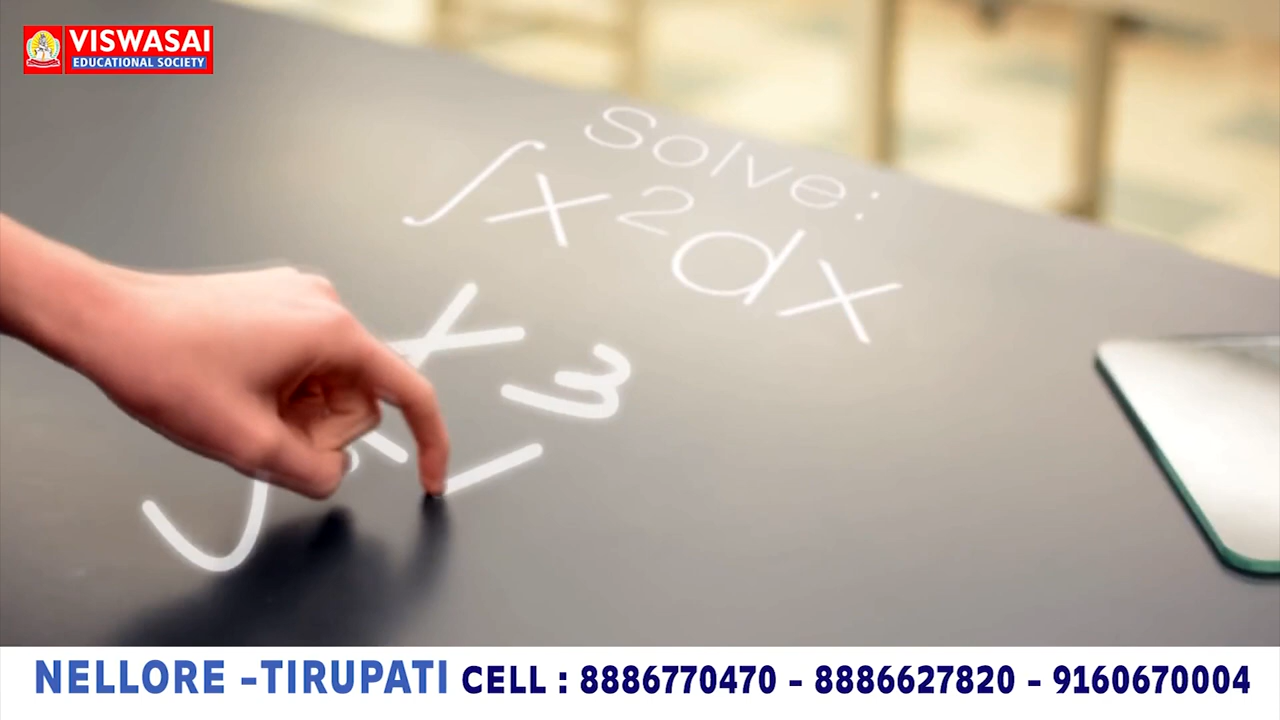 VISWASAI
EDUCATIONAL SOCIETY
Solve:
∫x²dx
x³
NELLORE –TIRUPATI CELL : 8886770470 – 8886627820 – 9160670004